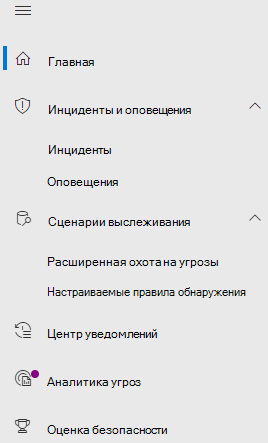 Главная
Инциденты и оповещения
Инциденты
Оповещения
Сценарии выслеживания
Расширенная охота на угрозы
Настраиваемые правила обнаружения
Центр уведомлений
Аналитика угроз
Оценка безопасности